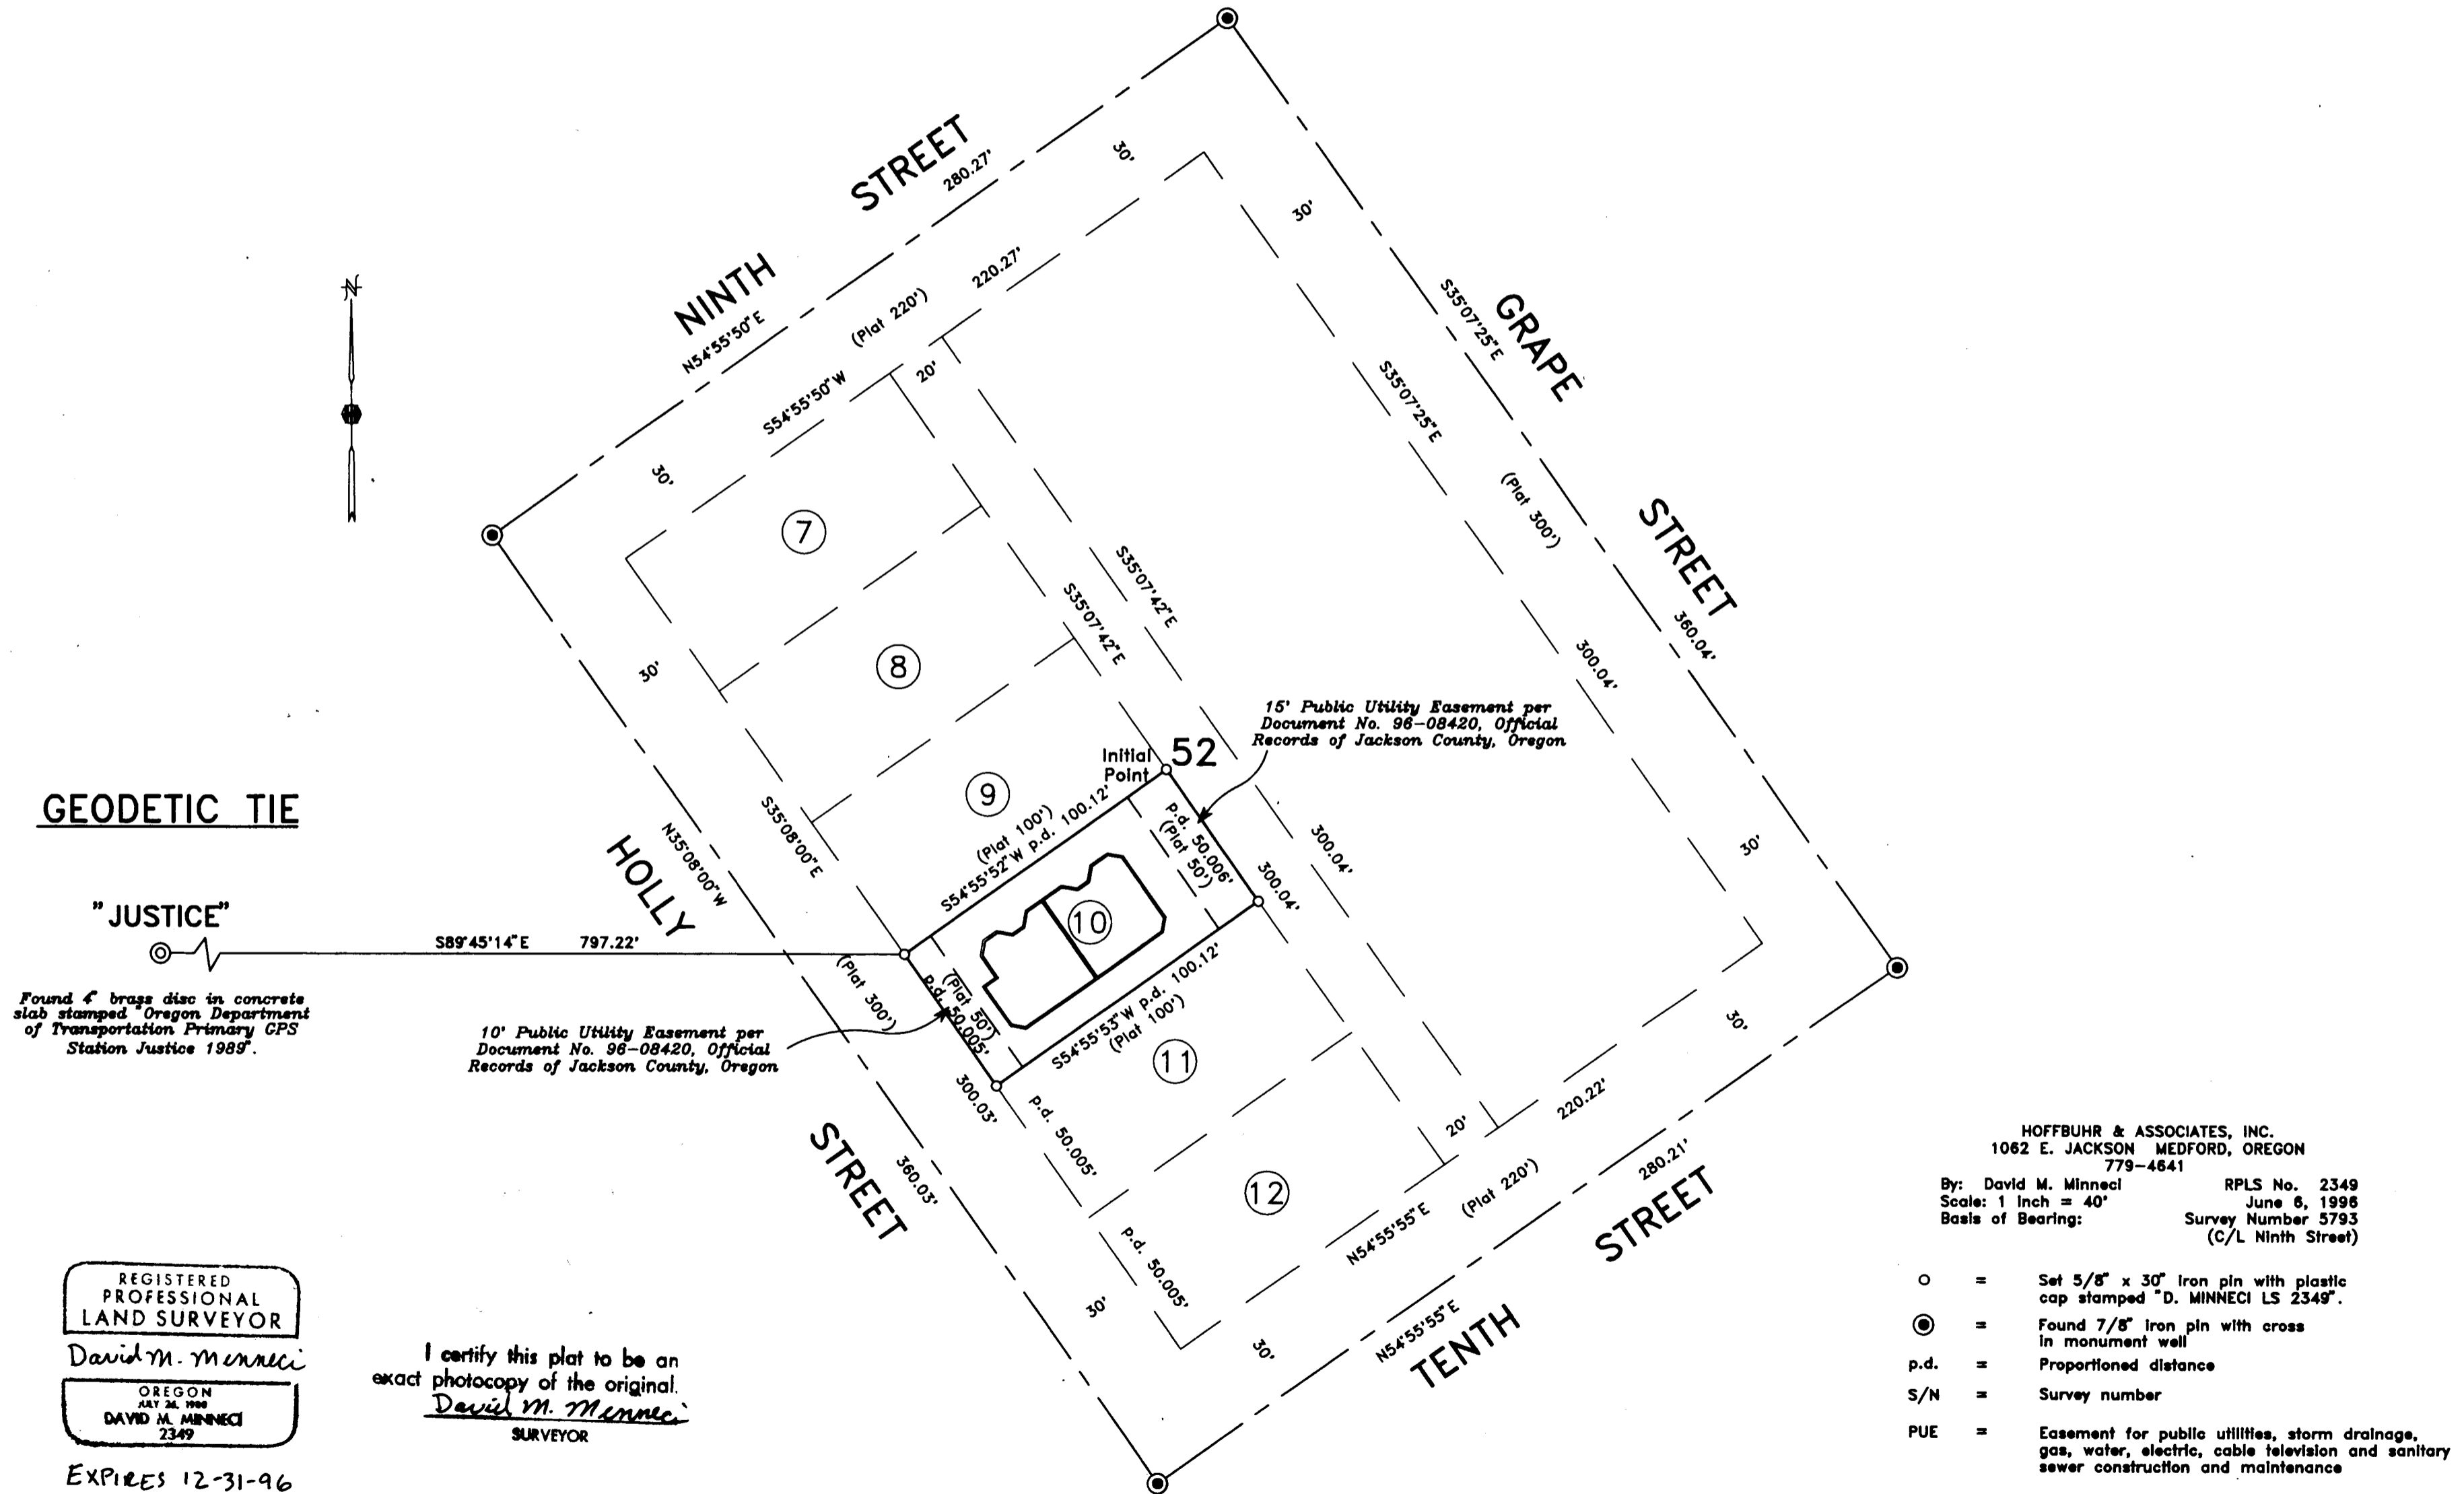 NINTH STREET
280.27'
N54°55'50"E
30'
30'
220.27'
(Plat 220')
S54°55'50"W
20'
30'
S35°07'25"E
GRAPE STREET
S35°07'25"E
(Plat 300')
360.04'
300.04'
30'
N
7
8
9
30'
S35°07'42"E
S35°07'42"E
15' Public Utility Easement per
Document No. 96-08420, Official
Records of Jackson County, Oregon
Initial
Point
52
(Plat 100')
S54°55'52"W p.d. 100.12'
p.d. 50.006'
(Plat 50')
300.04'
300.04'
10
S35°08'00"E
N35°08'00"W
HOLLY STREET
GEODETIC TIE
"JUSTICE"
S89°45'14"E 797.22'
Found 4" brass disc in concrete
slab stamped "Oregon Department
of Transportation Primary GPS
Station Justice 1989".
(Plat 300')
(Plat 50')
p.d. 50.005'
10' Public Utility Easement per
Document No. 96-08420, Official
Records of Jackson County, Oregon
S54°55'53"W p.d. 100.12'
(Plat 100')
11
300.03'
p.d. 50.005'
360.03'
12
p.d. 50.005'
30'
30'
20'
220.22'
30'
(Plat 220')
N54°55'55"E
280.21'
N54°55'55"E
TENTH STREET
REGISTERED
PROFESSIONAL
LAND SURVEYOR
David M. Minneci
OREGON
JULY 26, 1988
DAVID M. MINNECI
2349
EXPIRES 12-31-96
I certify this plat to be an
exact photocopy of the original.
David M. Minneci
SURVEYOR
HOFFBUHR & ASSOCIATES, INC.
1062 E. JACKSON MEDFORD, OREGON
779-4641
By: David M. Minneci RPLS No. 2349
Scale: 1 inch = 40' June 6, 1996
Basis of Bearing: Survey Number 5793
(C/L Ninth Street)
= Set 5/8" x 30" iron pin with plastic
cap stamped "D. MINNECI LS 2349".
= Found 7/8" iron pin with cross
in monument well
p.d. = Proportioned distance
S/N = Survey number
PUE = Easement for public utilities, storm drainage,
gas, water, electric, cable television and sanitary
sewer construction and maintenance